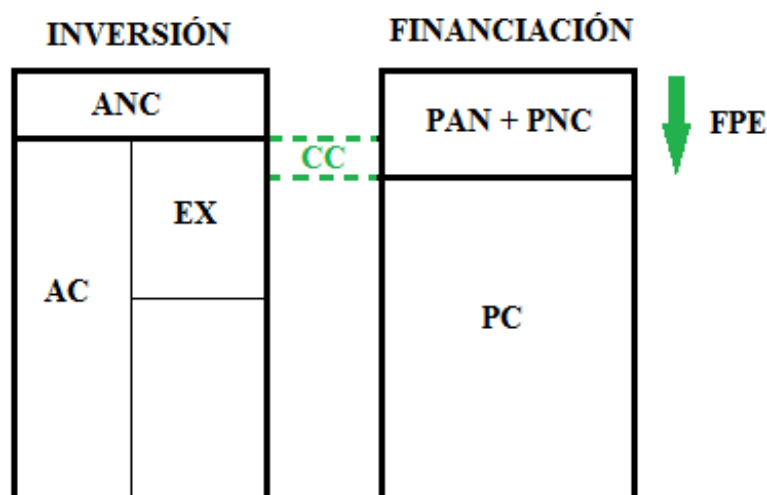 INVERSIÓN
FINANCIACIÓN
ANC
PAN + PNC
FPE
CC
EX
AC
PC